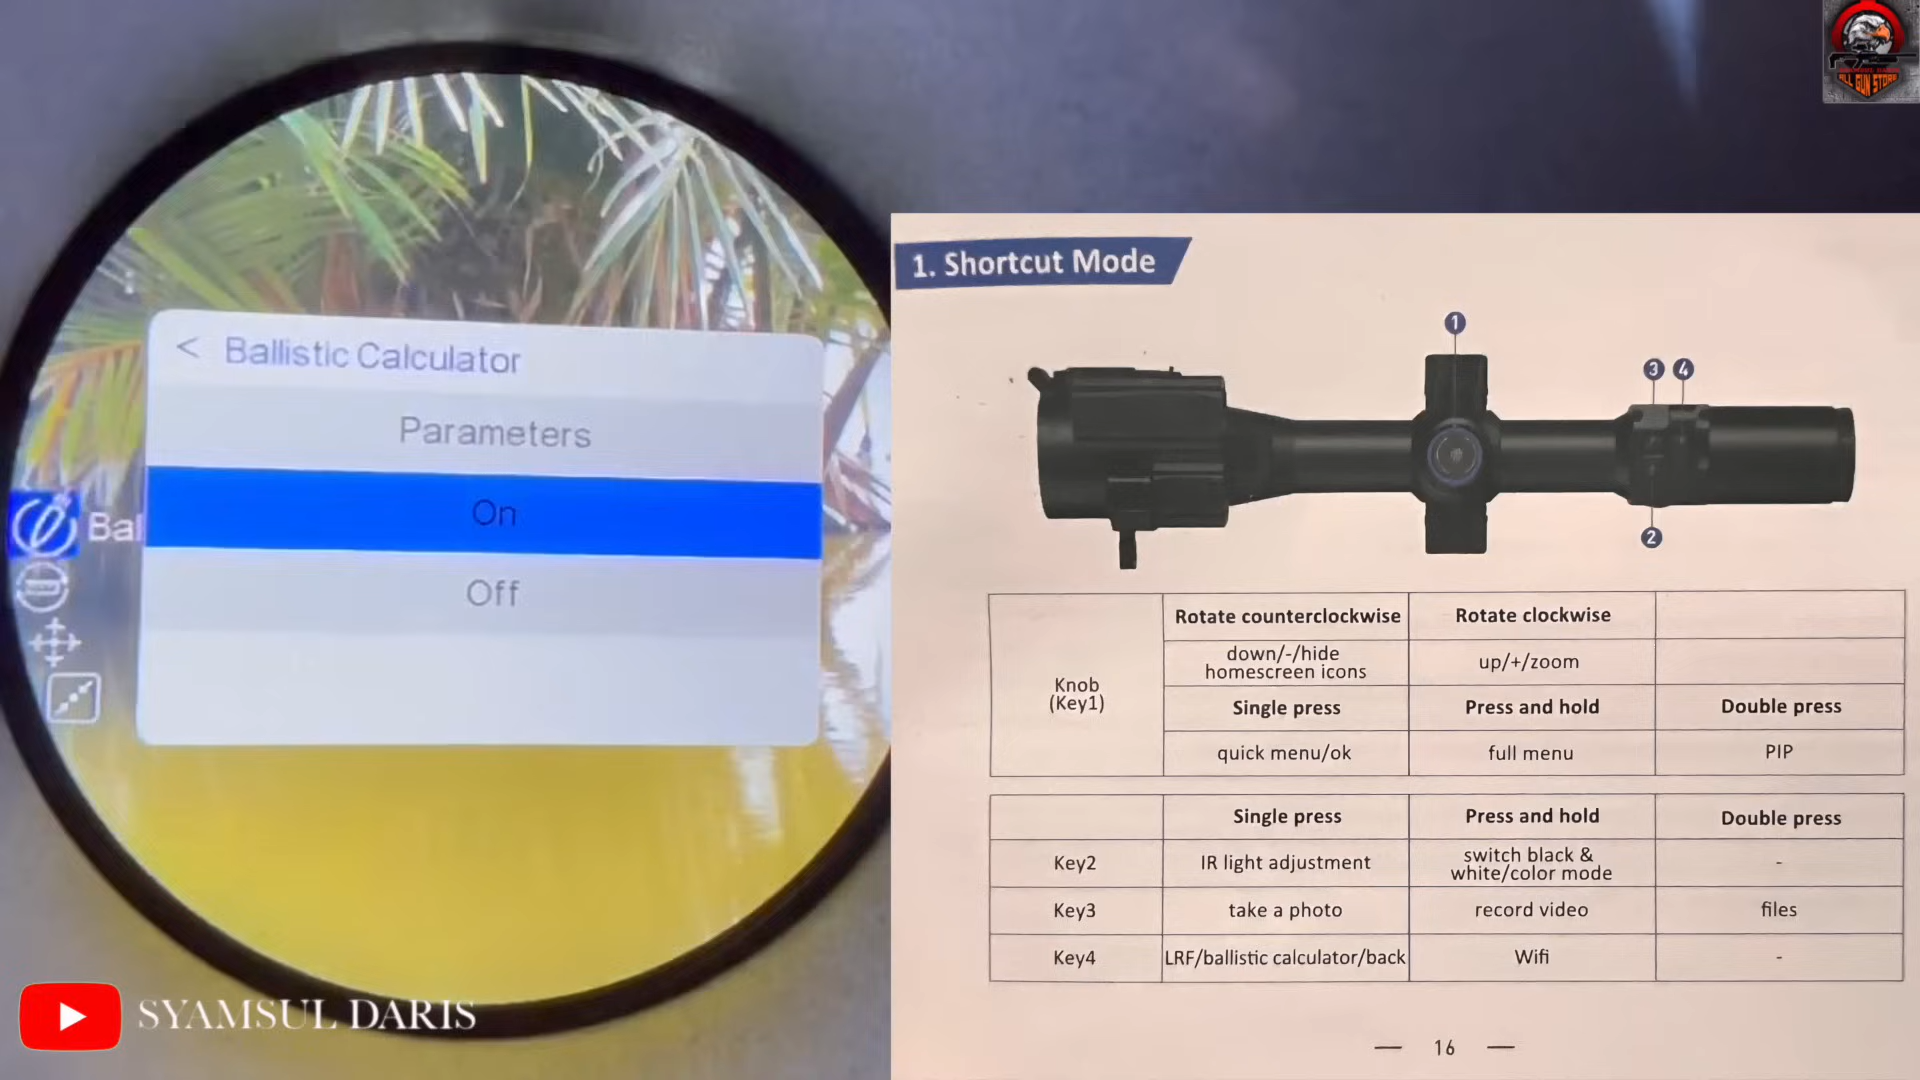 ALL GUN STORE
< Ballistic Calculator
Parameters
On
Off
Bal
SYAMSUL DARIS
1. Shortcut Mode
1
3 4
2
Rotate counterclockwise Rotate clockwise
down/-/hide
homescreen icons
up/+/zoom
Knob
(Key1)
Single press Press and hold Double press
quick menu/ok full menu PIP
Single press Press and hold Double press
Key2 IR light adjustment
switch black &
white/color mode
-
Key3 take a photo record video files
Key4 LRF/ballistic calculator/back Wifi -
— 16 —